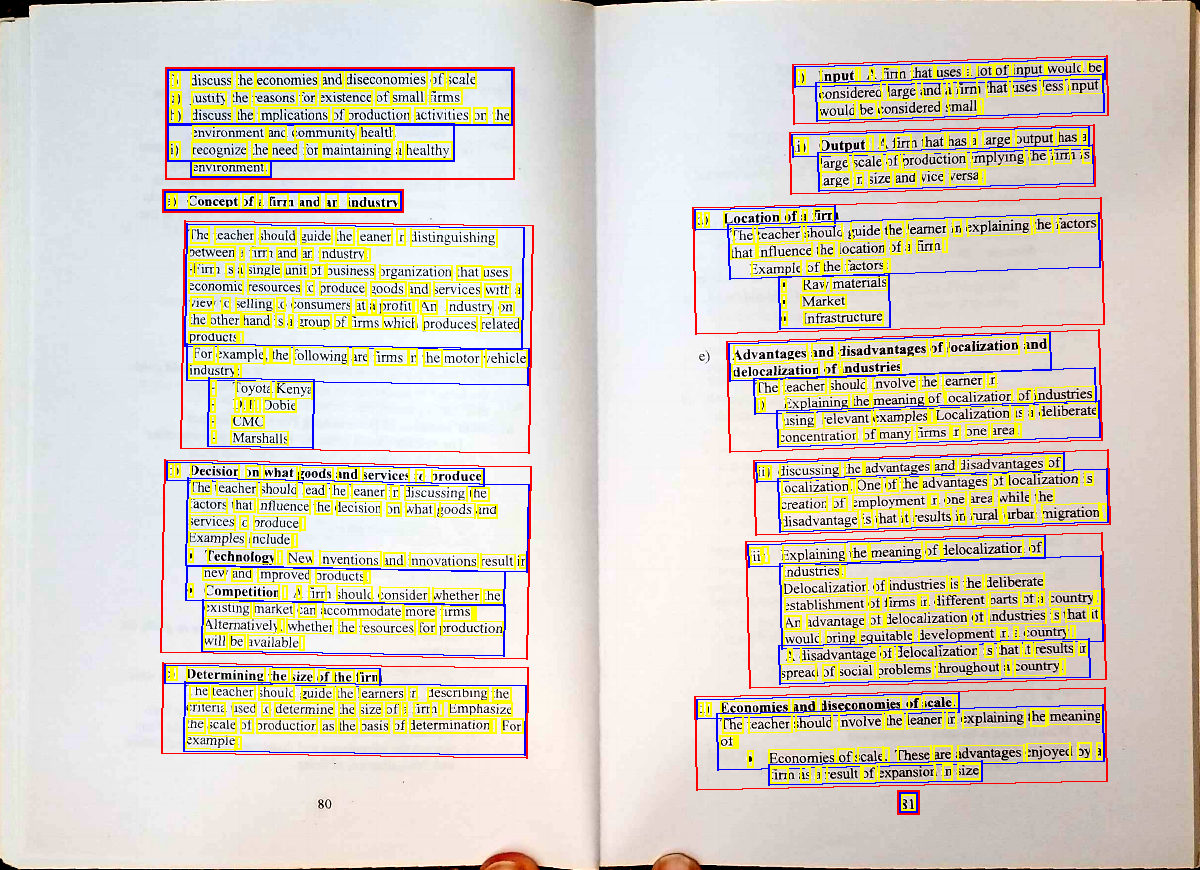 discuss the economies and diseconomies of scale
justify the reasons for existence of small firms
discuss the implications of production activities on the
environment and community health
i) recognize the need for maintaining a healthy
environment.
Concept of a firm and an industry
The teacher should guide the leaner in distinguishing
between a firm and an industry.
-Firm is a single unit of business organization that uses
economic resources to produce goods and services with a
view to selling to consumers at a profit. An industry on
the other hand is a group of firms which produces related
products.
For example, the following are firms in the motor vehicle
industry:
- Toyota Kenya
- D.T. Dobie
- CMC
- Marshalls
Decision on what goods and services to produce
The teacher should lead the leaner in discussing the
factors that influence the decision on what goods and
services to produce.
Examples include:
• Technology: New inventions and innovations result in
new and improved products.
• Competition: A firm should consider whether the
existing market can accommodate more firms.
Alternatively, whether the resources for production
will be available.
Determining the size of the firm
The teacher should guide the learners in describing the
criteria used to determine the size of a firm. Emphasize
the scale of production as the basis of determination. For
example:
80
i) Input: A firm that uses a lot of input would be
considered large and a firm that uses less input
would be considered small.
ii) Output: A firm that has a large output has a
large scale of production implying the firm is
large in size and vice versa.
Location of a firm
The teacher should guide the learner in explaining the factors
that influence the location of a firm.
Example of the factors:
• Raw materials
• Market
• Infrastructure
e) Advantages and disadvantages of localization and
delocalization of industries
The teacher should involve the learner in:
i) Explaining the meaning of localization of industries
using relevant examples. Localization is a deliberate
concentration of many firms in one area.
ii) discussing the advantages and disadvantages of
localization. One of the advantages of localization is
creation of employment in one area while the
disadvantage is that it results in rural urban migration.
iii) Explaining the meaning of delocalization of
industries.
Delocalization of industries is the deliberate
establishment of firms in different parts of a country.
An advantage of delocalization of industries is that it
would bring equitable development in a country.
A disadvantage of delocalization is that it results in
spread of social problems throughout a country.
Economies and diseconomies of scale.
The teacher should involve the leaner in explaining the meaning
of:
• Economies of scale. These are advantages enjoyed by a
firm as a result of expansion in size.
81